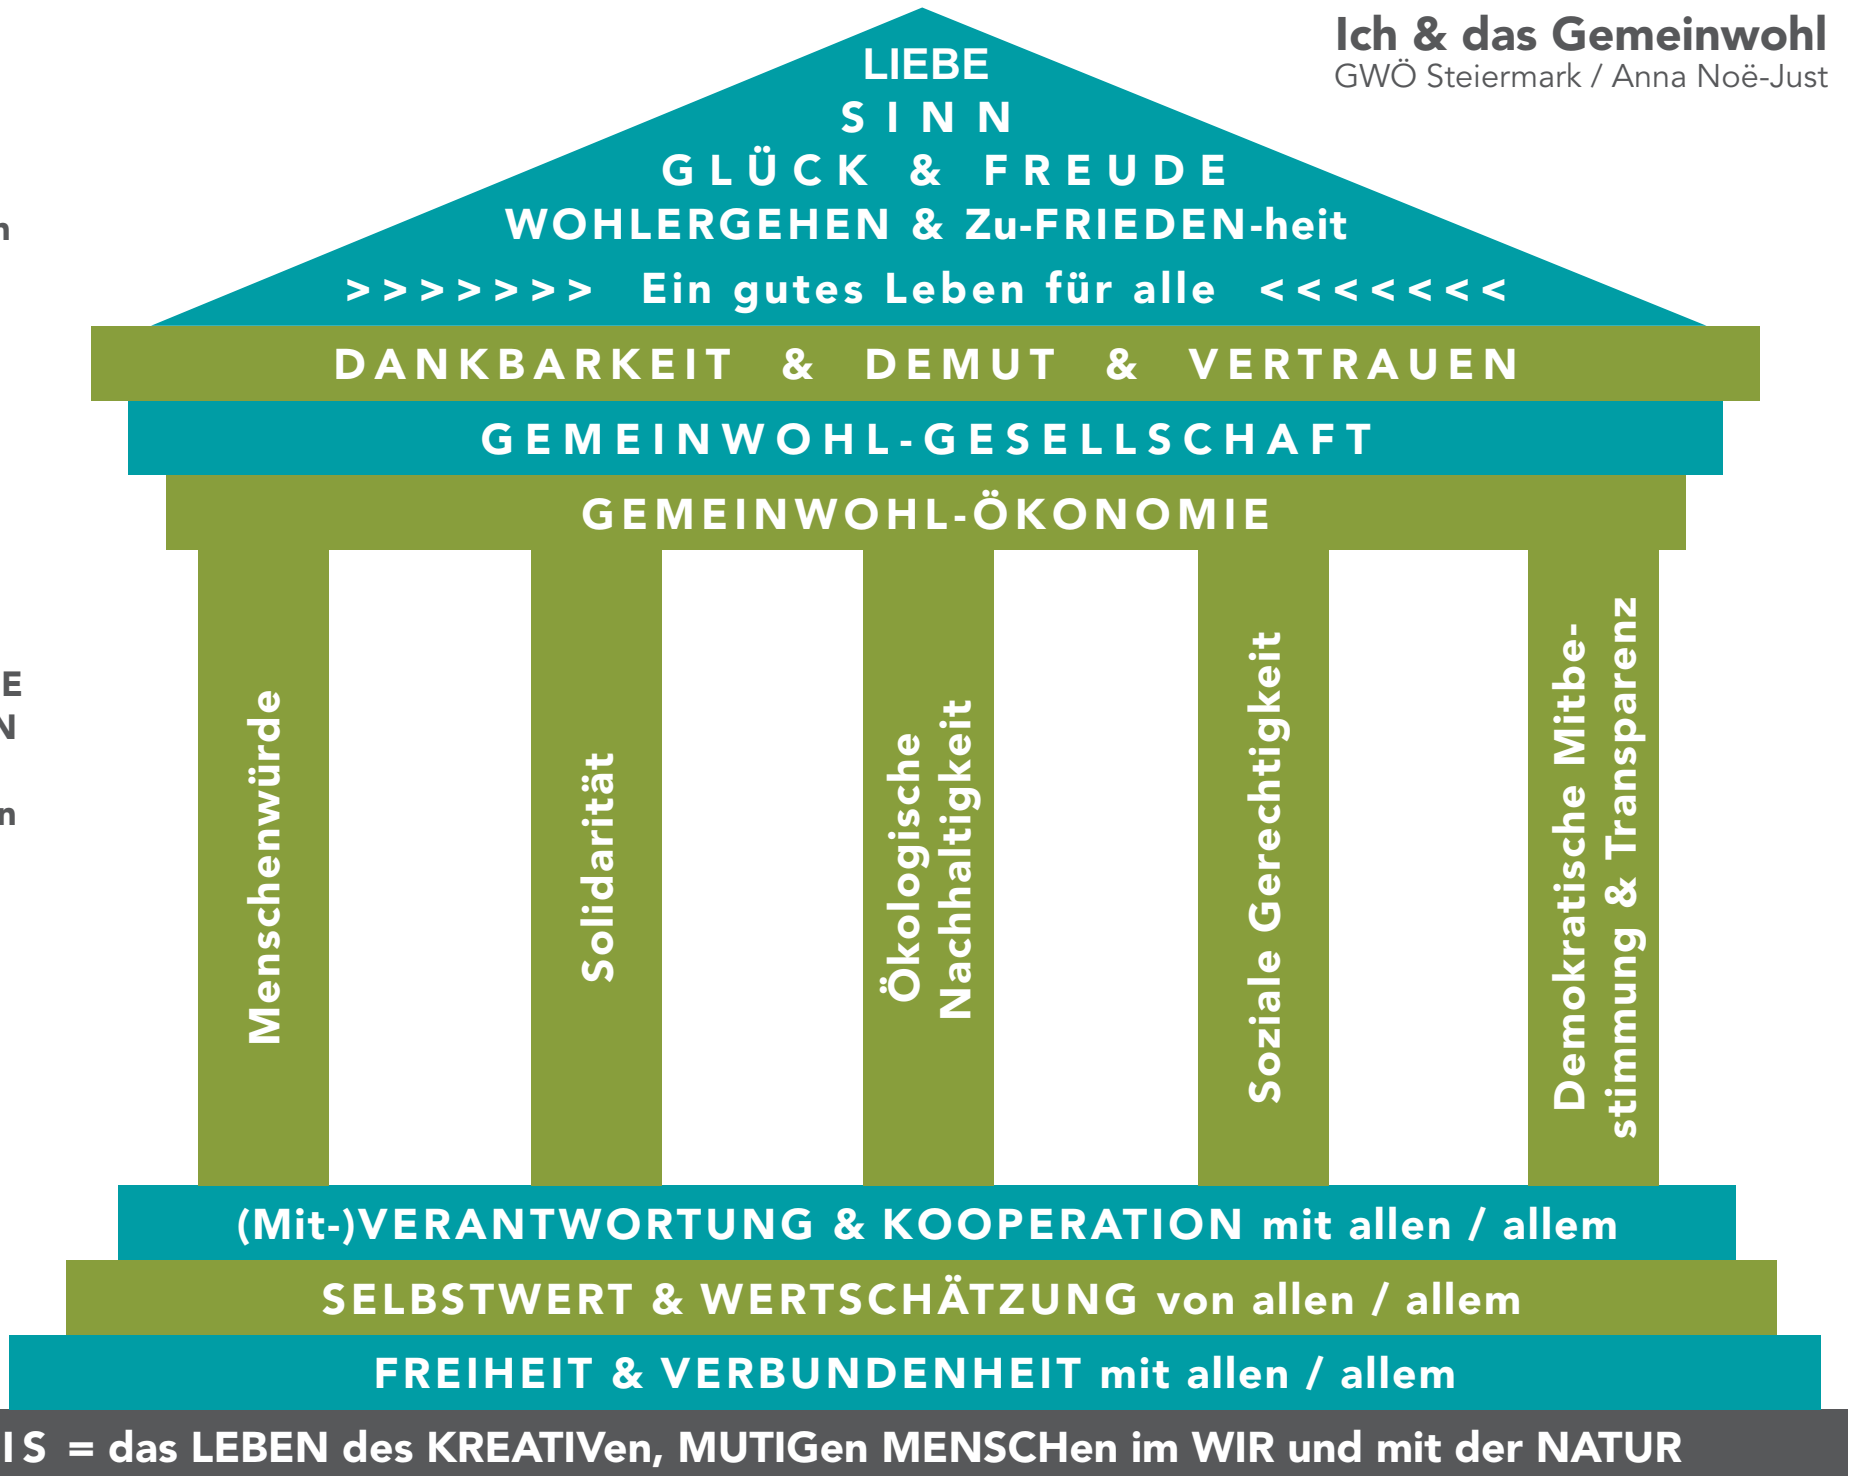 Ich & das Gemeinwohl
GWÖ Steiermark / Anna Noë-Just
LIEBE
SINN
GLÜCK & FREUDE
WOHLERGEHEN & Zu-FRIEDEN-heit
>>>>>>> Ein gutes Leben für alle <<<<<<<
DANKBARKEIT & DEMUT & VERTRAUEN
GEMEINWOHL-GESELLSCHAFT
GEMEINWOHL-ÖKONOMIE
Menschenwürde
Solidarität
Ökologische
Nachhaltigkeit
Soziale Gerechtigkeit
Demokratische Mitbe-
stimmung & Transparenz
(Mit-)VERANTWORTUNG & KOOPERATION mit allen / allem
SELBSTWERT & WERTSCHÄTZUNG von allen / allem
FREIHEIT & VERBUNDENHEIT mit allen / allem
IS = das LEBEN des KREATIVen, MUTIGen MENSCHen im WIR und mit der NATUR